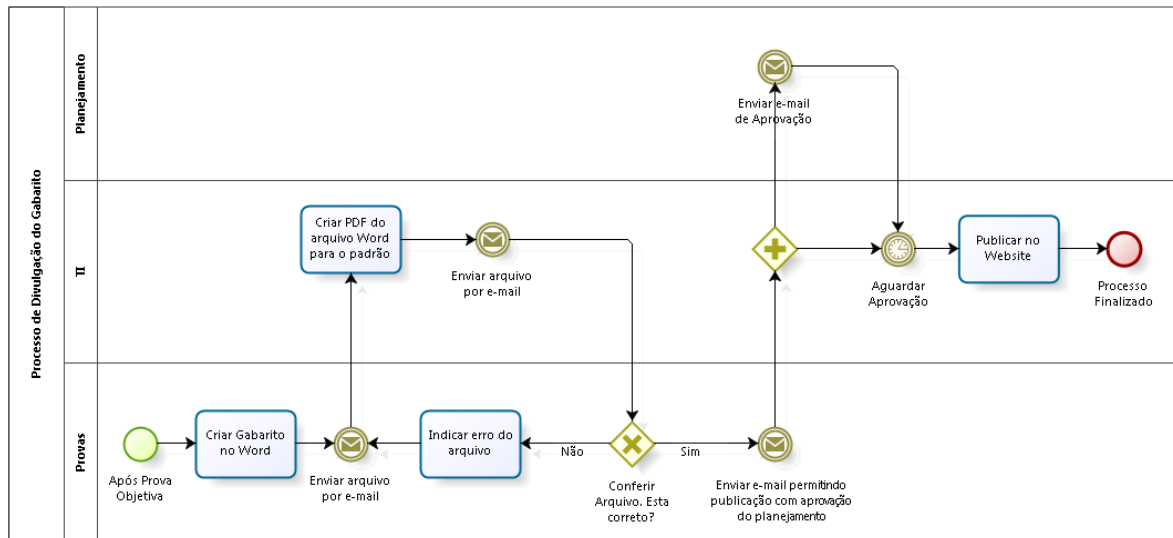 Processo de Divulgação do Gabarito
Planejamento
Enviar e-mail
de Aprovação
TI
Criar PDF do
arquivo Word
para o padrão
Enviar arquivo
por e-mail
Aguardar
Aprovação
Publicar no
Website
Processo
Finalizado
Provas
Após Prova
Objetiva
Criar Gabarito
no Word
Enviar arquivo
por e-mail
Indicar erro do
arquivo
Não
Conferir
Arquivo. Esta
correto?
Sim
Enviar e-mail permitindo
publicação com aprovação
do planejamento